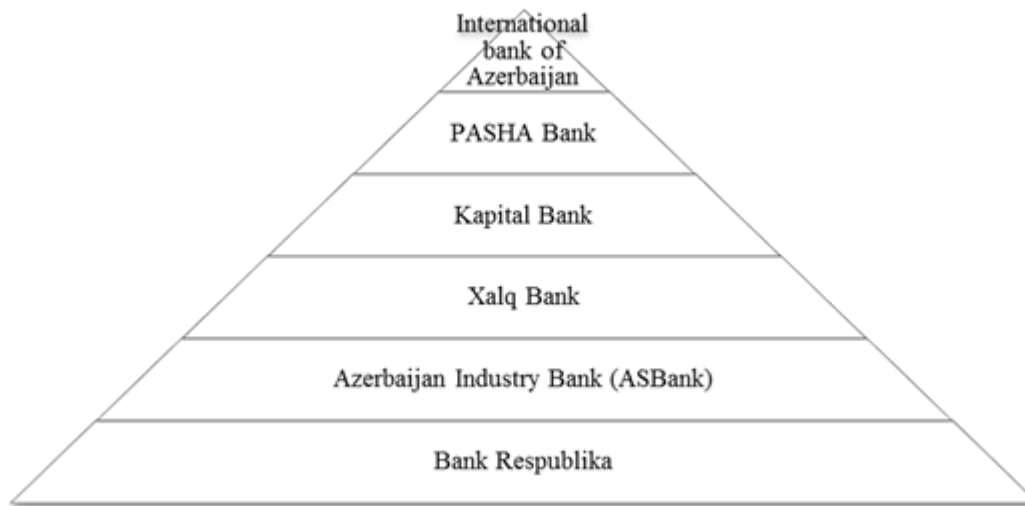 International
bank of
Azerbaijan
PASHA Bank
Kapital Bank
Xalq Bank
Azerbaijan Industry Bank (ASBank)
Bank Respublika